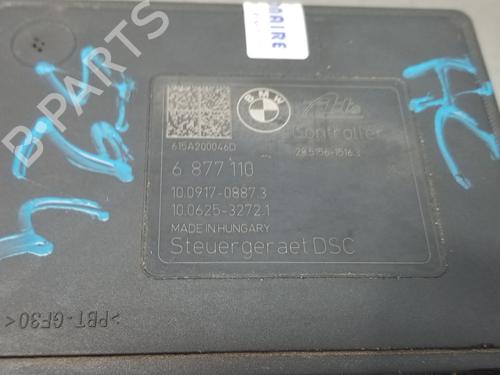 B-PARTS
BMW
Ate
Controller
615A200046D
28.5156-1516.3
6 877 110
10.0917-0887.3
10.0625-3272.1
MADE IN HUNGARY
Steuergeraet DSC
>PBT-GF30<